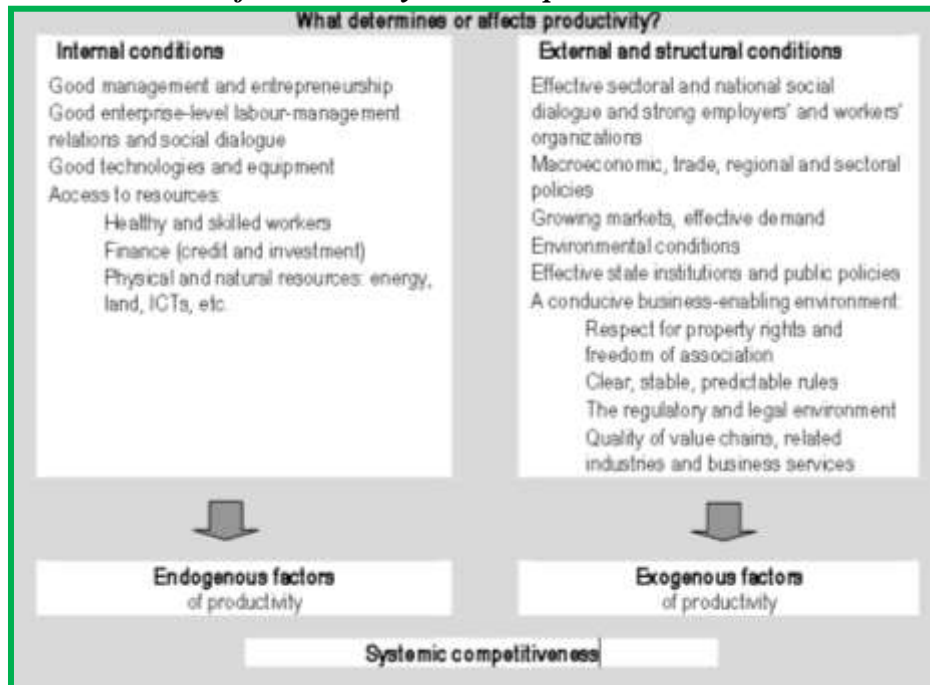 What determines or affects productivity?
Internal conditions
Good management and entrepreneurship
Good enterprise-level labour-management
relations and social dialogue
Good technologies and equipment
Access to resources:
Healthy and skilled workers
Finance (credit and investment)
Physical and natural resources: energy,
land, ICTs, etc.
External and structural conditions
Effective sectoral and national social
dialogue and strong employers' and workers'
organizations
Macroeconomic, trade, regional and sectoral
policies
Growing markets, effective demand
Environmental conditions
Effective state institutions and public policies
A conducive business-enabling environment:
Respect for property rights and
freedom of association
Clear, stable, predictable rules
The regulatory and legal environment
Quality of value chains, related
industries and business services
Endogenous factors
of productivity
Exogenous factors
of productivity
Systemic competitiveness